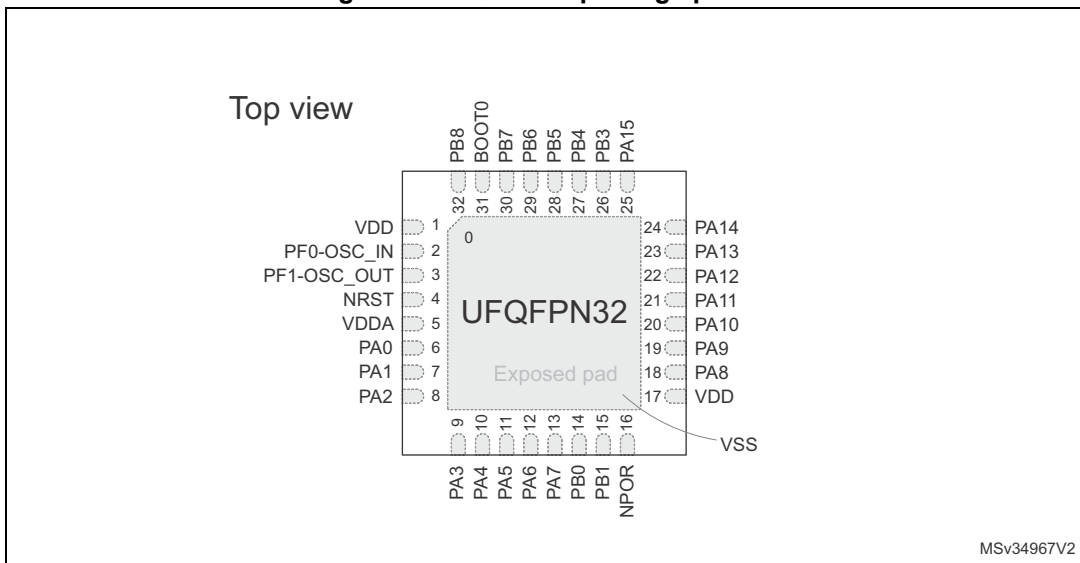 Top view
PB8
BOOT0
PB7
PB6
PB5
PB4
PB3
PA15
32
31
30
29
28
27
26
25
VDD 1
PF0-OSC_IN 2
PF1-OSC_OUT 3
NRST 4
VDDA 5
PA0 6
PA1 7
PA2 8
0
UFQFPN32
Exposed pad
24 PA14
23 PA13
22 PA12
21 PA11
20 PA10
19 PA9
18 PA8
17 VDD
VSS
9
10
11
12
13
14
15
16
PA3
PA4
PA5
PA6
PA7
PB0
PB1
NPOR
MSv34967V2